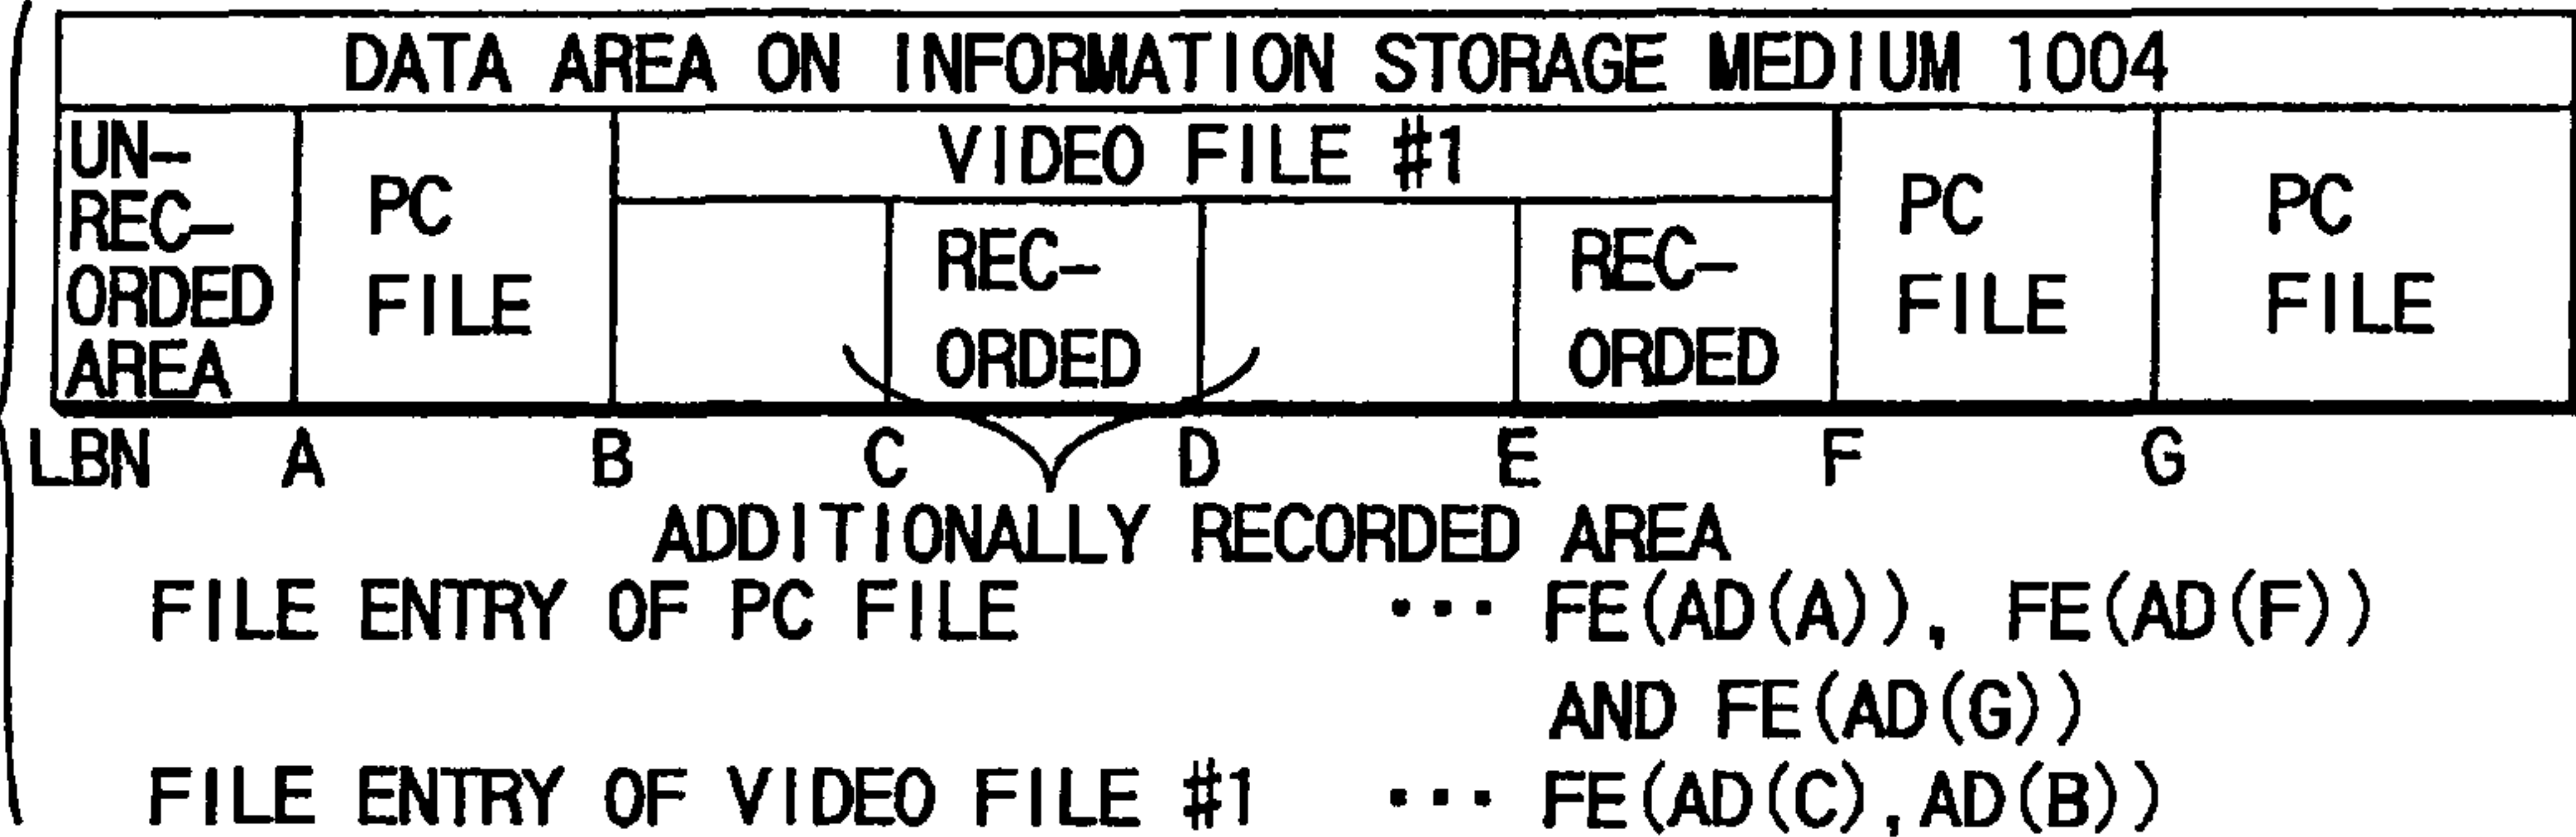 DATA AREA ON INFORMATION STORAGE MEDIUM 1004
UN-
REC-
ORDED
AREA
PC
FILE
VIDEO FILE #1
REC-
ORDED
REC-
ORDED
PC
FILE
PC
FILE
LBN A B C D E F G
ADDITIONALLY RECORDED AREA
FILE ENTRY OF PC FILE ··· FE(AD(A)), FE(AD(F))
AND FE(AD(G))
FILE ENTRY OF VIDEO FILE #1 ··· FE(AD(C),AD(B))